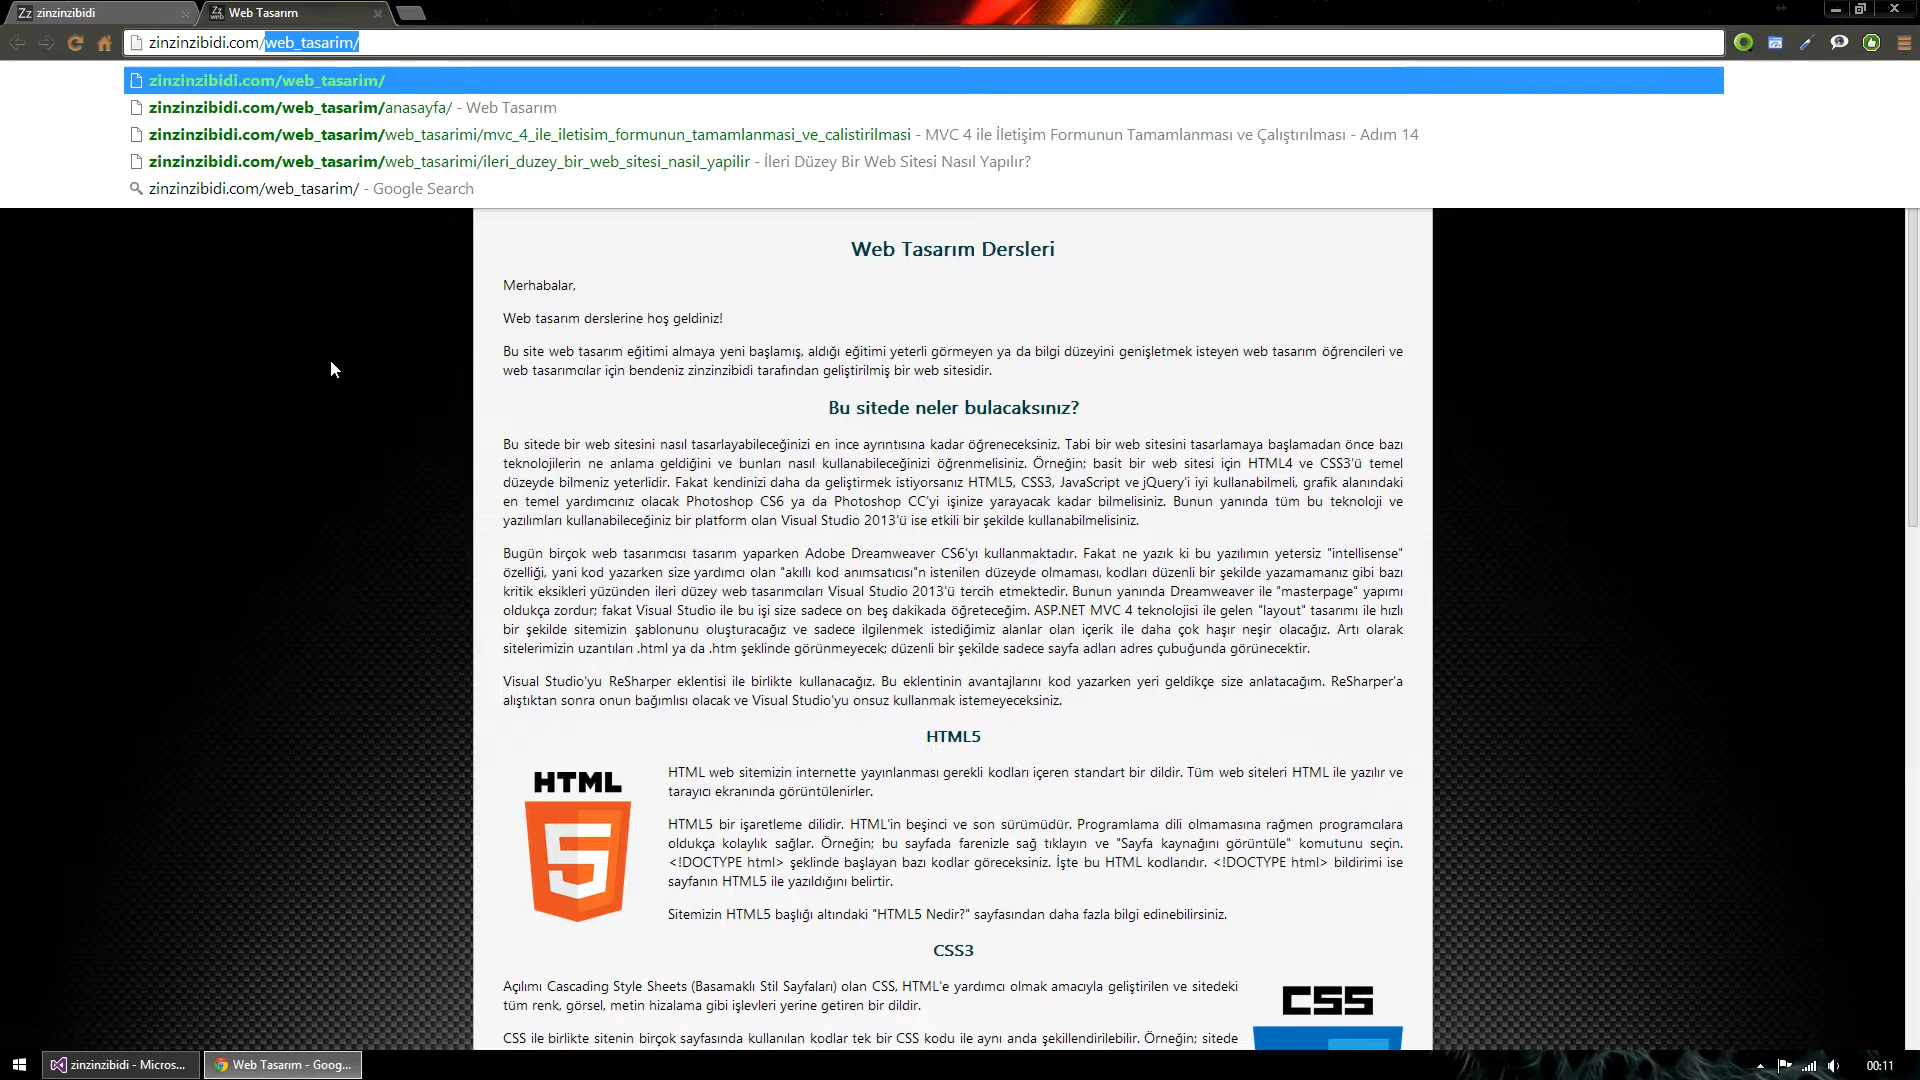 Zz zinzinzibidi
Zz web Web Tasarım
zinzinzibidi.com/web_tasarim/
zinzinzibidi.com/web_tasarim/
zinzinzibidi.com/web_tasarim/anasayfa/ - Web Tasarım
zinzinzibidi.com/web_tasarim/web_tasarimi/mvc_4_ile_iletisim_formunun_tamamlanmasi_ve_calistirilmasi - MVC 4 ile İletişim Formunun Tamamlanması ve Çalıştırılması - Adım 14
zinzinzibidi.com/web_tasarim/web_tasarimi/ileri_duzey_bir_web_sitesi_nasil_yapilir - İleri Düzey Bir Web Sitesi Nasıl Yapılır?
zinzinzibidi.com/web_tasarim/ - Google Search
Web Tasarım Dersleri
Merhabalar,
Web tasarım derslerine hoş geldiniz!
Bu site web tasarım eğitimi almaya yeni başlamış, aldığı eğitimi yeterli görmeyen ya da bilgi düzeyini genişletmek isteyen web tasarım öğrencileri ve
web tasarımcılar için bendeniz zinzinzibidi tarafından geliştirilmiş bir web sitesidir.
Bu sitede neler bulacaksınız?
Bu sitede bir web sitesini nasıl tasarlayabileceğinizi en ince ayrıntısına kadar öğreneceksiniz. Tabi bir web sitesini tasarlamaya başlamadan önce bazı
teknolojilerin ne anlama geldiğini ve bunları nasıl kullanabileceğinizi öğrenmelisiniz. Örneğin; basit bir web sitesi için HTML4 ve CSS3'ü temel
düzeyde bilmeniz yeterlidir. Fakat kendinizi daha da geliştirmek istiyorsanız HTML5, CSS3, JavaScript ve jQuery'i iyi kullanabilmeli, grafik alanındaki
en temel yardımcınız olacak Photoshop CS6 ya da Photoshop CC'yi işinize yarayacak kadar bilmelisiniz. Bunun yanında tüm bu teknoloji ve
yazılımları kullanabileceğiniz bir platform olan Visual Studio 2013'ü ise etkili bir şekilde kullanabilmelisiniz.
Bugün birçok web tasarımcısı tasarım yaparken Adobe Dreamweaver CS6'yı kullanmaktadır. Fakat ne yazık ki bu yazılımın yetersiz "intellisense"
özelliği, yani kod yazarken size yardımcı olan "akıllı kod anımsatıcısı"n istenilen düzeyde olmaması, kodları düzenli bir şekilde yazamamanız gibi bazı
kritik eksikleri yüzünden ileri düzey web tasarımcıları Visual Studio 2013'ü tercih etmektedir. Bunun yanında Dreamweaver ile "masterpage" yapımı
oldukça zordur; fakat Visual Studio ile bu işi size sadece on beş dakikada öğreteceğim. ASP.NET MVC 4 teknolojisi ile gelen "layout" tasarımı ile hızlı
bir şekilde sitemizin şablonunu oluşturacağız ve sadece ilgilenmek istediğimiz alanlar olan içerik ile daha çok haşır neşir olacağız. Artı olarak
sitelerimizin uzantıları .html ya da .htm şeklinde görünmeyecek; düzenli bir şekilde sadece sayfa adları adres çubuğunda görünecektir.
Visual Studio'yu ReSharper eklentisi ile birlikte kullanacağız. Bu eklentinin avantajlarını kod yazarken yeri geldikçe size anlatacağım. ReSharper'a
alıştıktan sonra onun bağımlısı olacak ve Visual Studio'yu onsuz kullanmak istemeyeceksiniz.
HTML5
HTML
5
HTML web sitemizin internette yayınlanması gerekli kodları içeren standart bir dildir. Tüm web siteleri HTML ile yazılır ve
tarayıcı ekranında görüntülenirler.
HTML5 bir işaretleme dilidir. HTML'in beşinci ve son sürümüdür. Programlama dili olmamasına rağmen programcılara
oldukça kolaylık sağlar. Örneğin; bu sayfada farenizle sağ tıklayın ve "Sayfa kaynağını görüntüle" komutunu seçin.
<!DOCTYPE html> şeklinde başlayan bazı kodlar göreceksiniz. İşte bu HTML kodlarıdır. <!DOCTYPE html> bildirimi ise
sayfanın HTML5 ile yazıldığını belirtir.
Sitemizin HTML5 başlığı altındaki "HTML5 Nedir?" sayfasından daha fazla bilgi edinebilirsiniz.
CSS3
Açılımı Cascading Style Sheets (Basamaklı Stil Sayfaları) olan CSS, HTML'e yardımcı olmak amacıyla geliştirilen ve sitedeki
tüm renk, görsel, metin hizalama gibi işlevleri yerine getiren bir dildir.
CSS
CSS ile birlikte sitenin birçok sayfasında kullanılan kodlar tek bir CSS kodu ile aynı anda şekillendirilebilir. Örneğin; sitede
zinzinzibidi - Micros...
Web Tasarım - Goog...
00:11